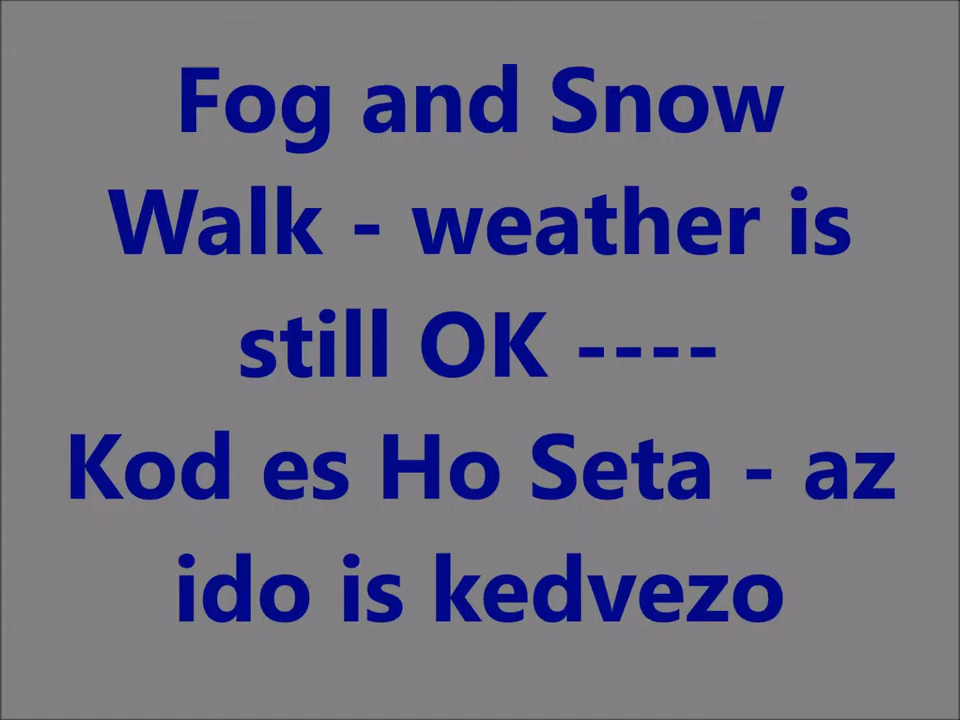 Fog and Snow
Walk - weather is
still OK ----
Kod es Ho Seta - az
ido is kedvezo